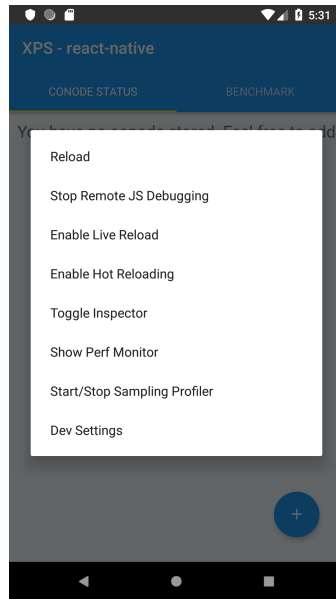 5:31
XPS - react-native
CONODE STATUS
BENCHMARK
Reload
Stop Remote JS Debugging
Enable Live Reload
Enable Hot Reloading
Toggle Inspector
Show Perf Monitor
Start/Stop Sampling Profiler
Dev Settings
+